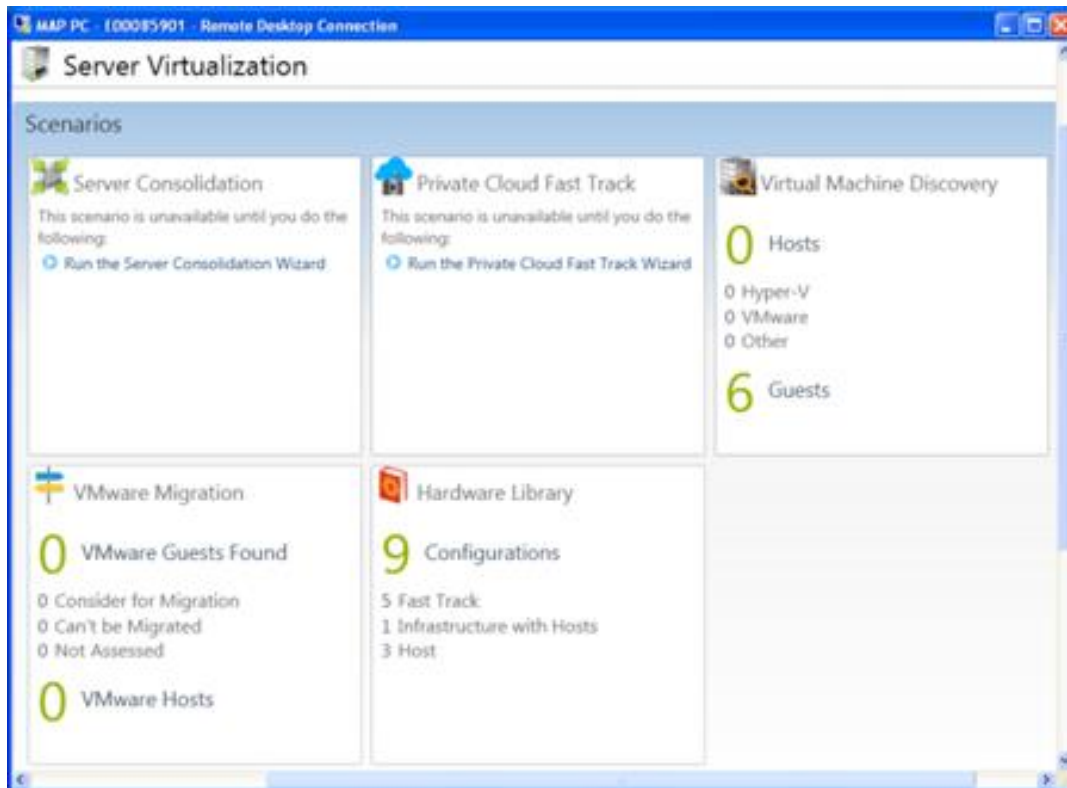 MAP PC - E00085901 - Remote Desktop Connection
Server Virtualization
Scenarios
Server Consolidation
This scenario is unavailable until you do the
following:
Run the Server Consolidation Wizard
Private Cloud Fast Track
This scenario is unavailable until you do the
following:
Run the Private Cloud Fast Track Wizard
Virtual Machine Discovery
0 Hosts
0 Hyper-V
0 VMware
0 Other
6 Guests
VMware Migration
0 VMware Guests Found
0 Consider for Migration
0 Can't be Migrated
0 Not Assessed
0 VMware Hosts
Hardware Library
9 Configurations
5 Fast Track
1 Infrastructure with Hosts
3 Host